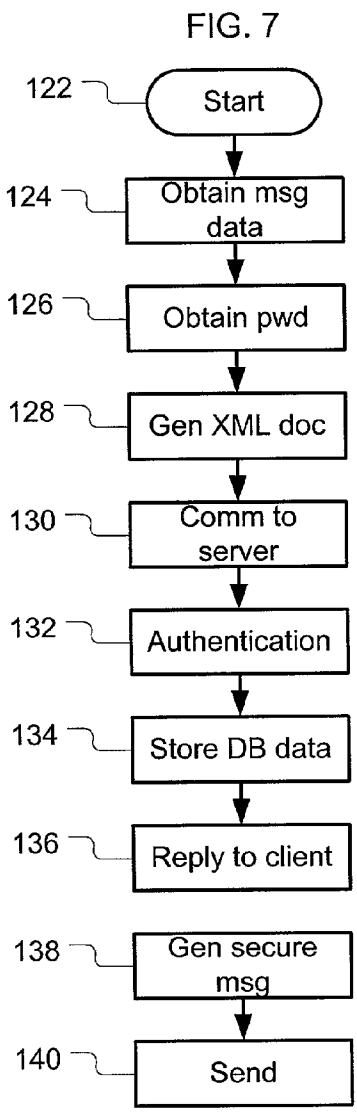 FIG. 7
122 Start
124 Obtain msg
data
126 Obtain pwd
128 Gen XML doc
130 Comm to
server
132 Authentication
134 Store DB data
136 Reply to client
138 Gen secure
msg
140 Send